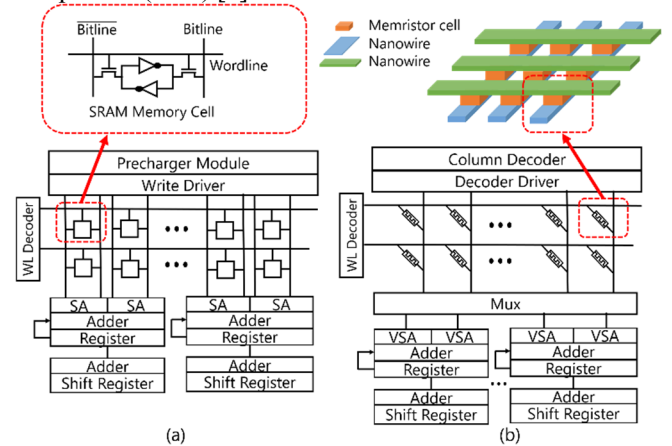 Bitline Bitline
Wordline
SRAM Memory Cell
Precharger Module
Write Driver
WL Decoder
SA SA SA SA
Adder Adder
Register Register
Adder Adder
Shift Register Shift Register
(a)
Memristor cell
Nanowire
Nanowire
Column Decoder
Decoder Driver
WL Decoder
Mux
VSA VSA VSA VSA
Adder Adder
Register Register
Adder Adder
Shift Register Shift Register
(b)